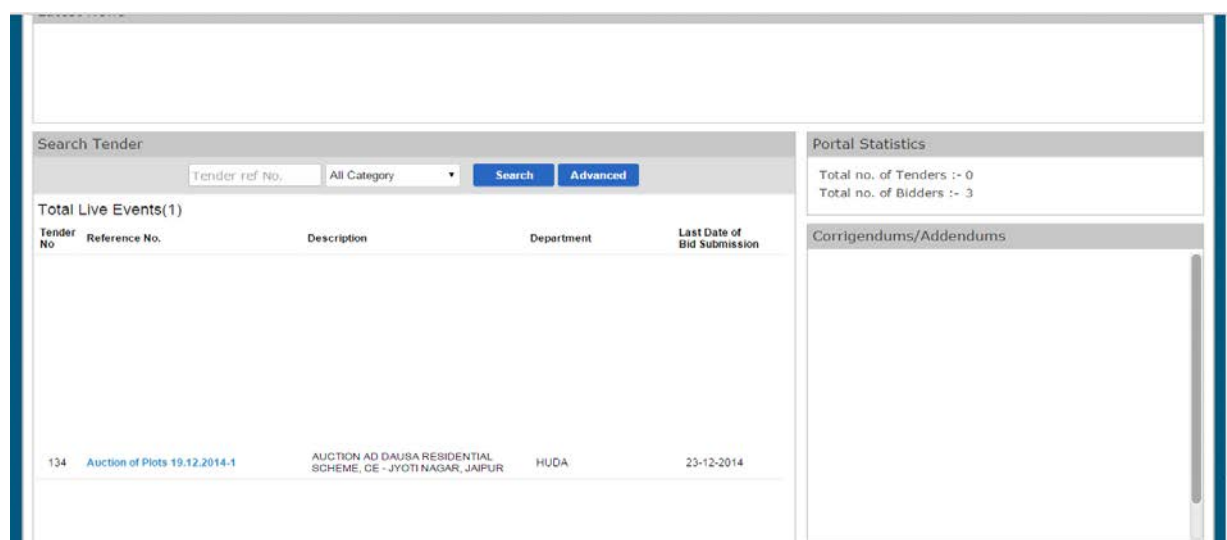 Search Tender
Tender ref No.
All Category
Search
Advanced
Total Live Events(1)
Tender No
Reference No.
Description
Department
Last Date of
Bid Submission
134
Auction of Plots 19.12.2014-1
AUCTION AD DAUSA RESIDENTIAL
SCHEME, CE - JYOTI NAGAR, JAIPUR
HUDA
23-12-2014
Portal Statistics
Total no. of Tenders :- 0
Total no. of Bidders :- 3
Corrigendums/Addendums